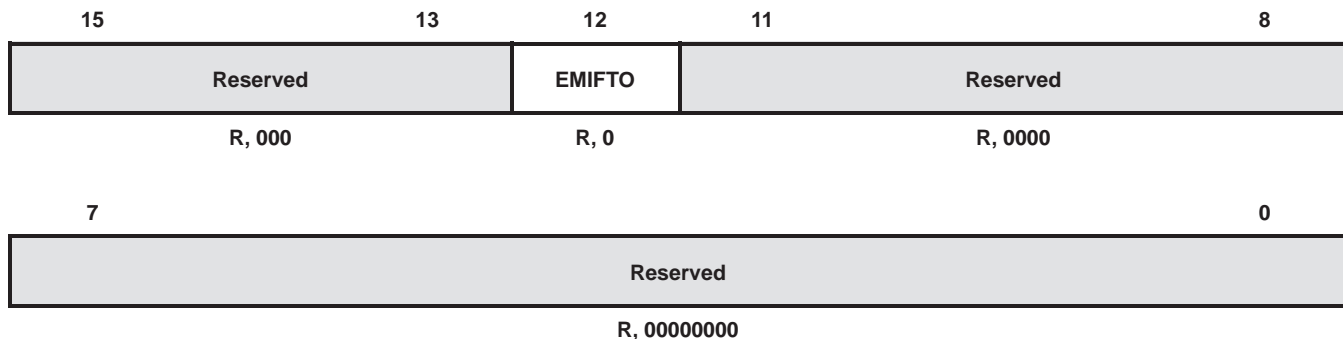 15 13 12 11 8
Reserved EMIFTO Reserved
R, 000 R, 0 R, 0000
7 0
Reserved
R, 00000000